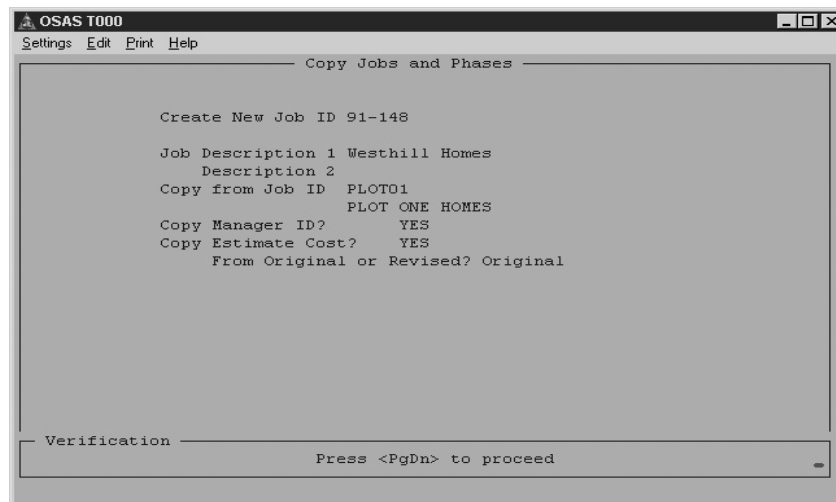 OSAS T000
Settings Edit Print Help
Copy Jobs and Phases
Create New Job ID 91-148
Job Description 1 Westhill Homes
Description 2
Copy from Job ID PLOT01
PLOT ONE HOMES
Copy Manager ID? YES
Copy Estimate Cost? YES
From Original or Revised? Original
Verification
Press <PgDn> to proceed